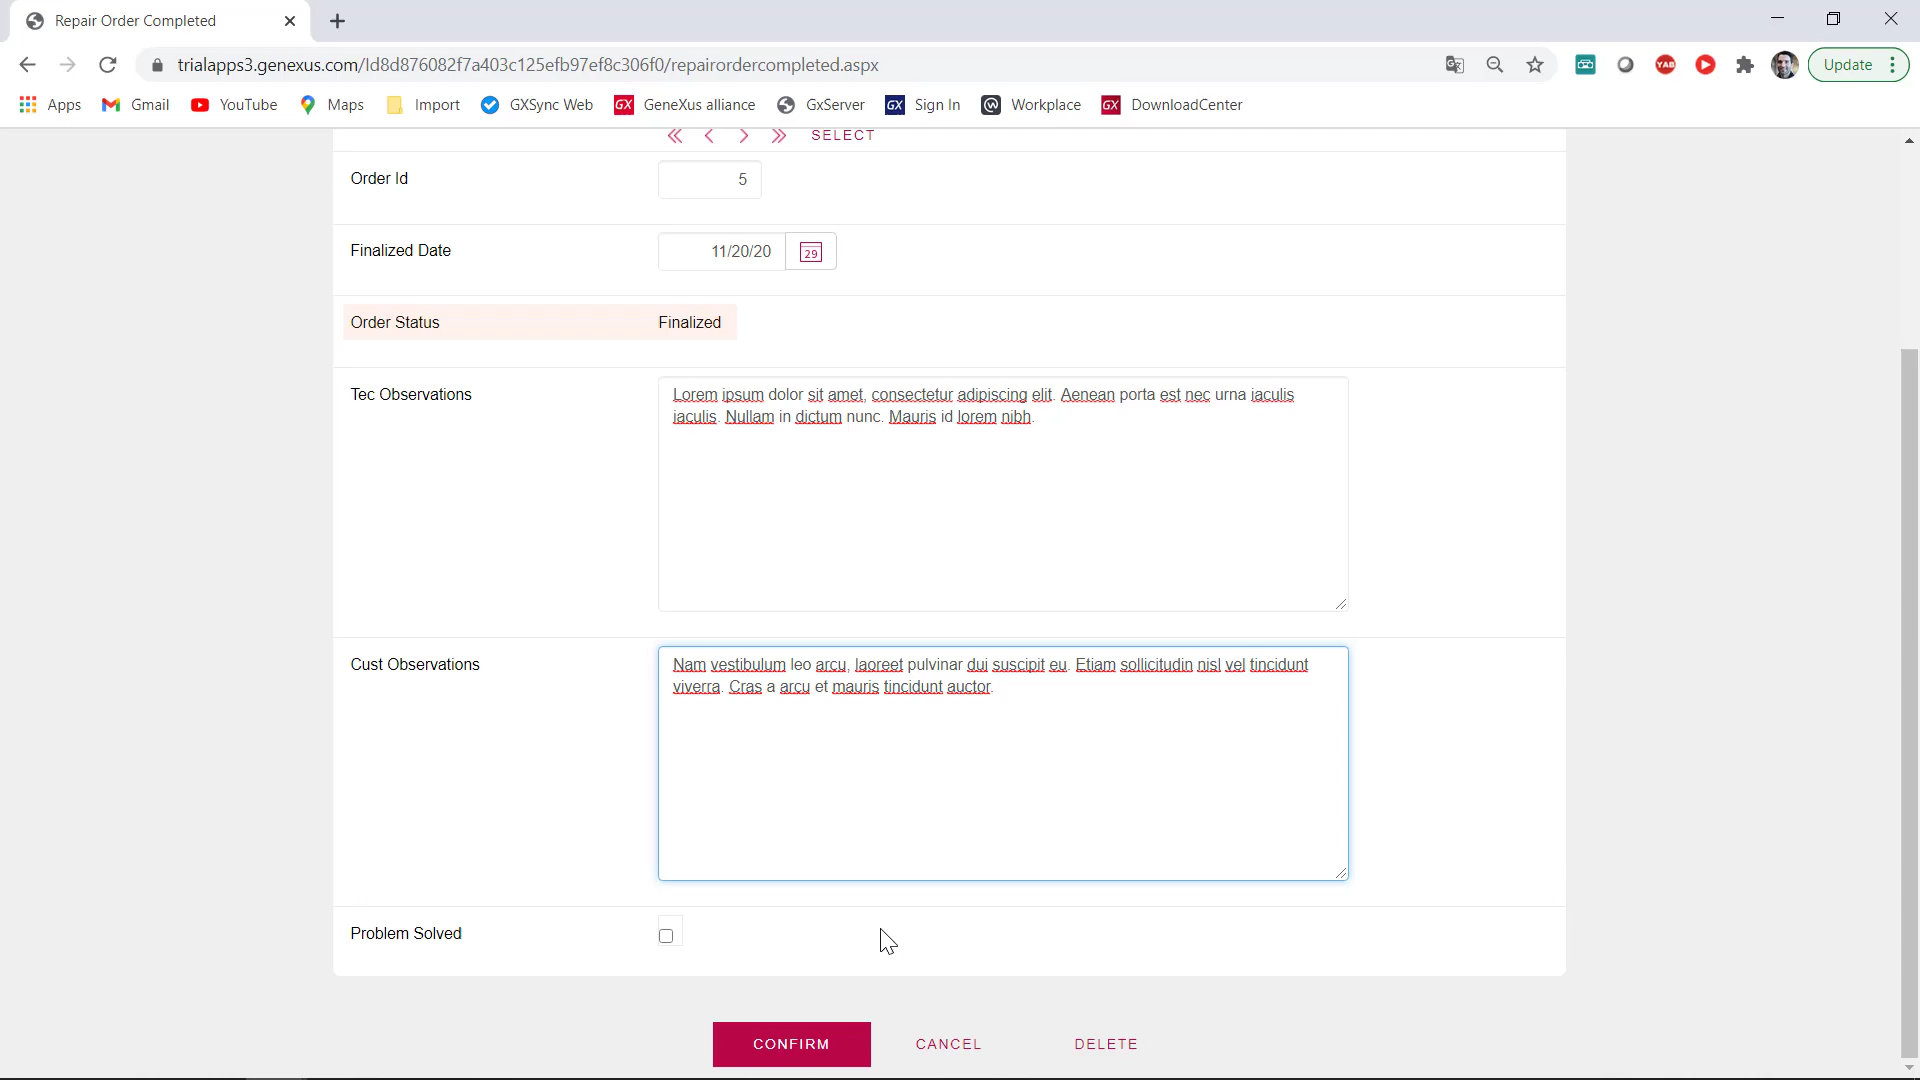 Repair Order Completed
trialapps3.genexus.com/Id8d876082f7a403c125efb97ef8c306f0/repairordercompleted.aspx
YAB
Update
Apps
Gmail
YouTube
Maps
Import
GXSync Web
GX GeneXus alliance
GxServer
GX Sign In
Workplace
GX DownloadCenter
SELECT
Order Id
5
Finalized Date
11/20/20
29
Order Status
Finalized
Tec Observations
Lorem ipsum dolor sit amet, consectetur adipiscing elit. Aenean porta est nec urna iaculis
iaculis. Nullam in dictum nunc. Mauris id lorem nibh.
Cust Observations
Nam vestibulum leo arcu, laoreet pulvinar dui suscipit eu. Etiam sollicitudin nisl vel tincidunt
viverra. Cras a arcu et mauris tincidunt auctor.
Problem Solved
CONFIRM
CANCEL
DELETE